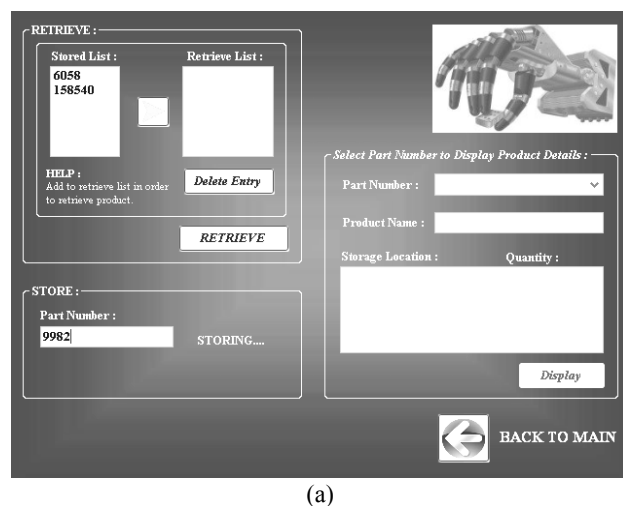 RETRIEVE :
Stored List :
6058
158540
Retrieve List :
HELP :
Add to retrieve list in order
to retrieve product.
Delete Entry
RETRIEVE
STORE :
Part Number :
9982
STORING....
Select Part Number to Display Product Details :
Part Number :
Product Name :
Storage Location :
Quantity :
Display
BACK TO MAIN
(a)